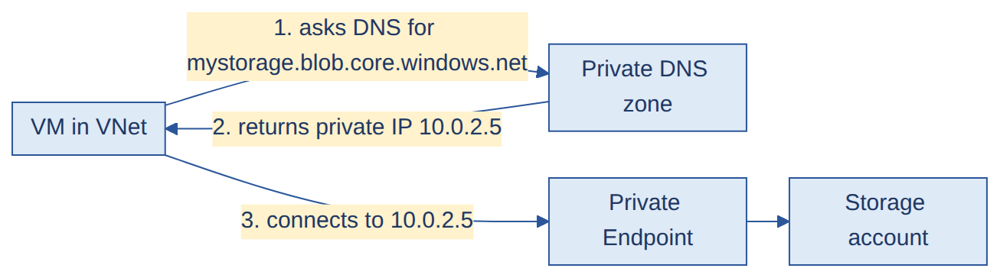 1. asks DNS for
mystorage.blob.core.windows.net
Private DNS
zone
VM in VNet
2. returns private IP 10.0.2.5
3. connects to 10.0.2.5
Private
Endpoint
Storage
account